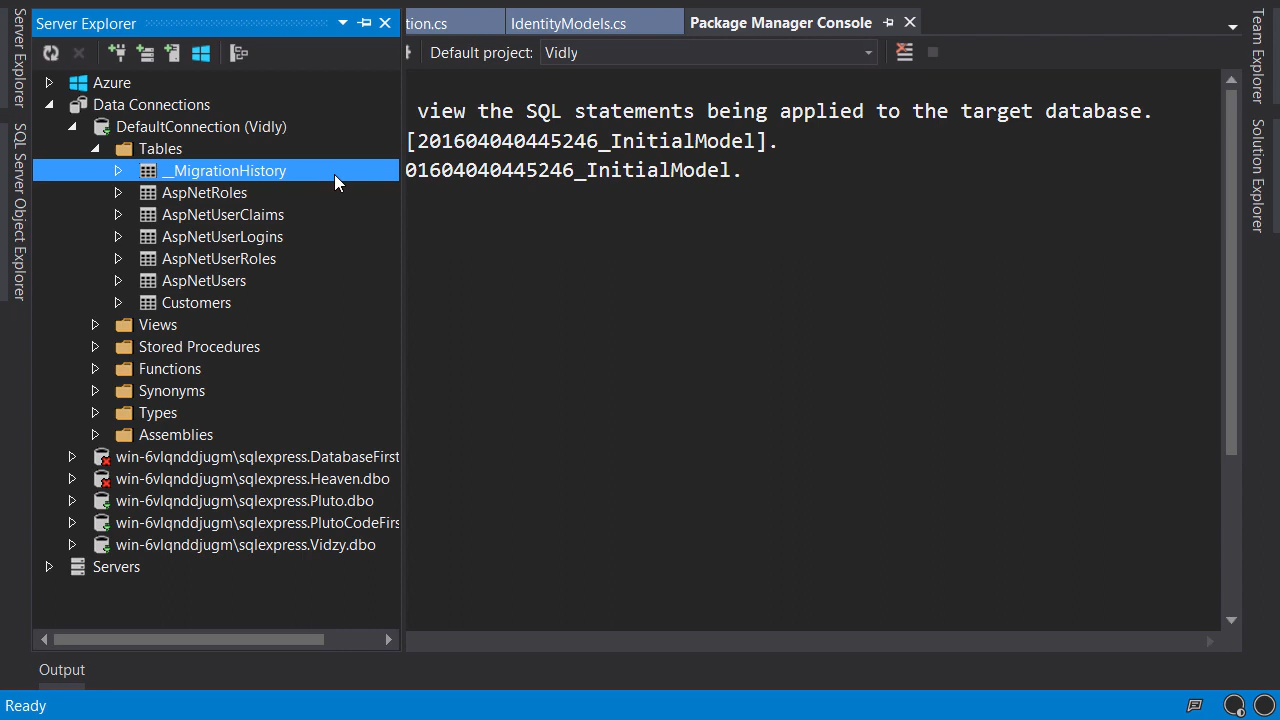 Server Explorer
tion.cs
IdentityModels.cs
Package Manager Console
Default project:
Vidly
Azure
Data Connections
DefaultConnection (Vidly)
Tables
__MigrationHistory
AspNetRoles
AspNetUserClaims
AspNetUserLogins
AspNetUserRoles
AspNetUsers
Customers
Views
Stored Procedures
Functions
Synonyms
Types
Assemblies
win-6vlqnddjugm\sqlexpress.DatabaseFirst
win-6vlqnddjugm\sqlexpress.Heaven.dbo
win-6vlqnddjugm\sqlexpress.Pluto.dbo
win-6vlqnddjugm\sqlexpress.PlutoCodeFirs
win-6vlqnddjugm\sqlexpress.Vidzy.dbo
Servers
view the SQL statements being applied to the target database.
[201604040445246_InitialModel].
01604040445246_InitialModel.
Server Explorer
SQL Server Object Explorer
Team Explorer
Solution Explorer
Output
Ready